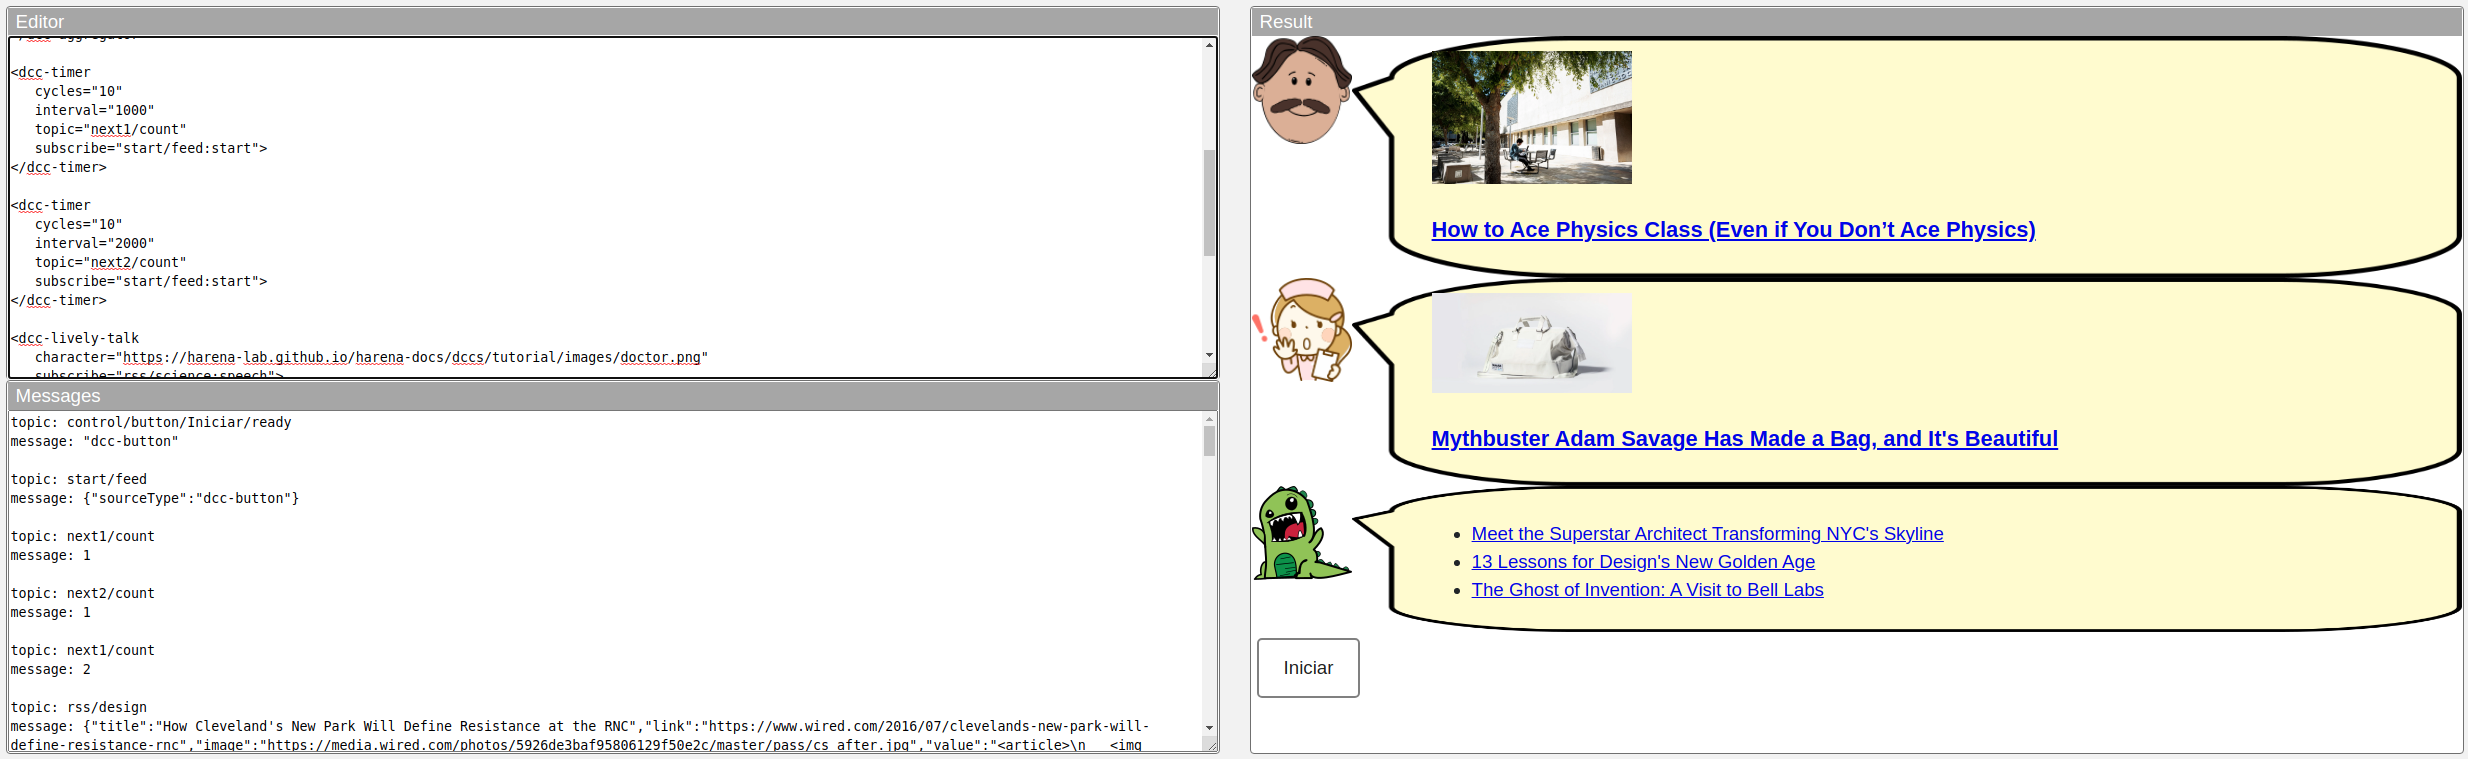 Editor
<dcc-timer
cycles="10"
interval="1000"
topic="next1/count"
subscribe="start/feed:start">
</dcc-timer>
<dcc-timer
cycles="10"
interval="2000"
topic="next2/count"
subscribe="start/feed:start">
</dcc-timer>
<dcc-lively-talk
character="https://harena-lab.github.io/harena-docs/dccs/tutorial/images/doctor.png"
subscribe="rss/science:speech">
Messages
topic: control/button/Iniciar/ready
message: "dcc-button"
topic: start/feed
message: {"sourceType":"dcc-button"}
topic: next1/count
message: 1
topic: next2/count
message: 1
topic: next1/count
message: 2
topic: rss/design
message: {"title":"How Cleveland's New Park Will Define Resistance at the RNC","link":"https://www.wired.com/2016/07/clevelands-new-park-will-
define-resistance-rnc","image":"https://media.wired.com/photos/5926de3baf95806129f50e2c/master/pass/cs_after.jpg","value":"<article>\n   <img
Result
How to Ace Physics Class (Even if You Don’t Ace Physics)
Mythbuster Adam Savage Has Made a Bag, and It's Beautiful
• Meet the Superstar Architect Transforming NYC's Skyline
• 13 Lessons for Design's New Golden Age
• The Ghost of Invention: A Visit to Bell Labs
Iniciar